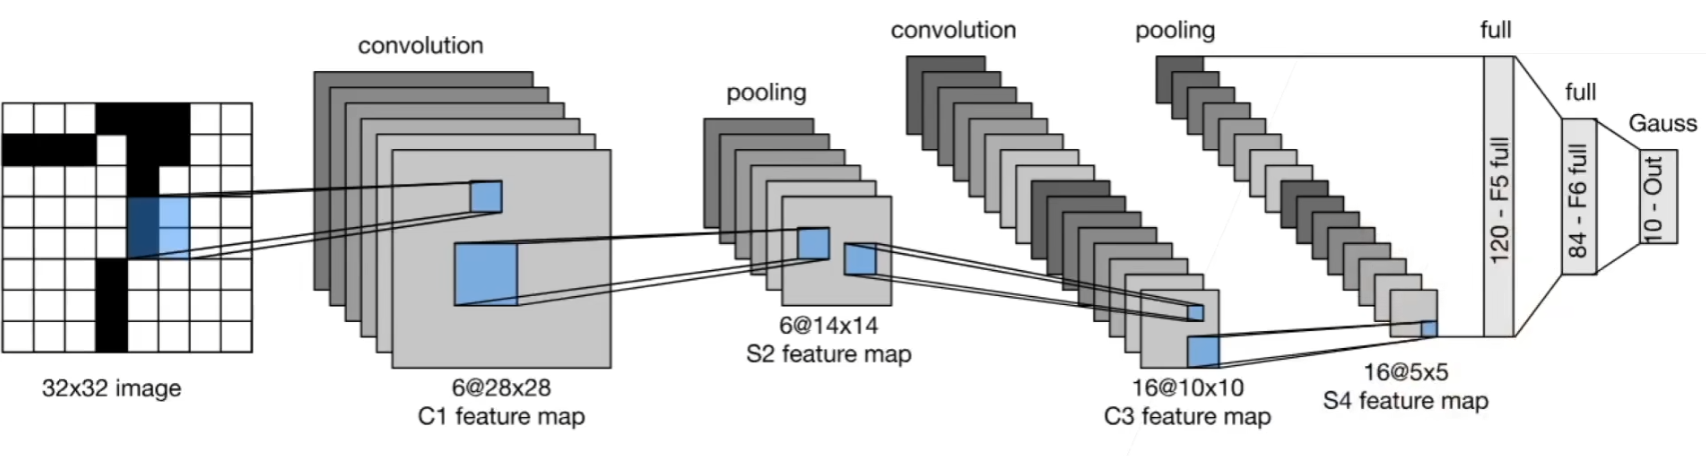 convolution
pooling
convolution
pooling
full
full
Gauss
120 - F5 full
84 - F6 full
10 - Out
32x32 image
6@28x28
C1 feature map
6@14x14
S2 feature map
16@10x10
C3 feature map
16@5x5
S4 feature map